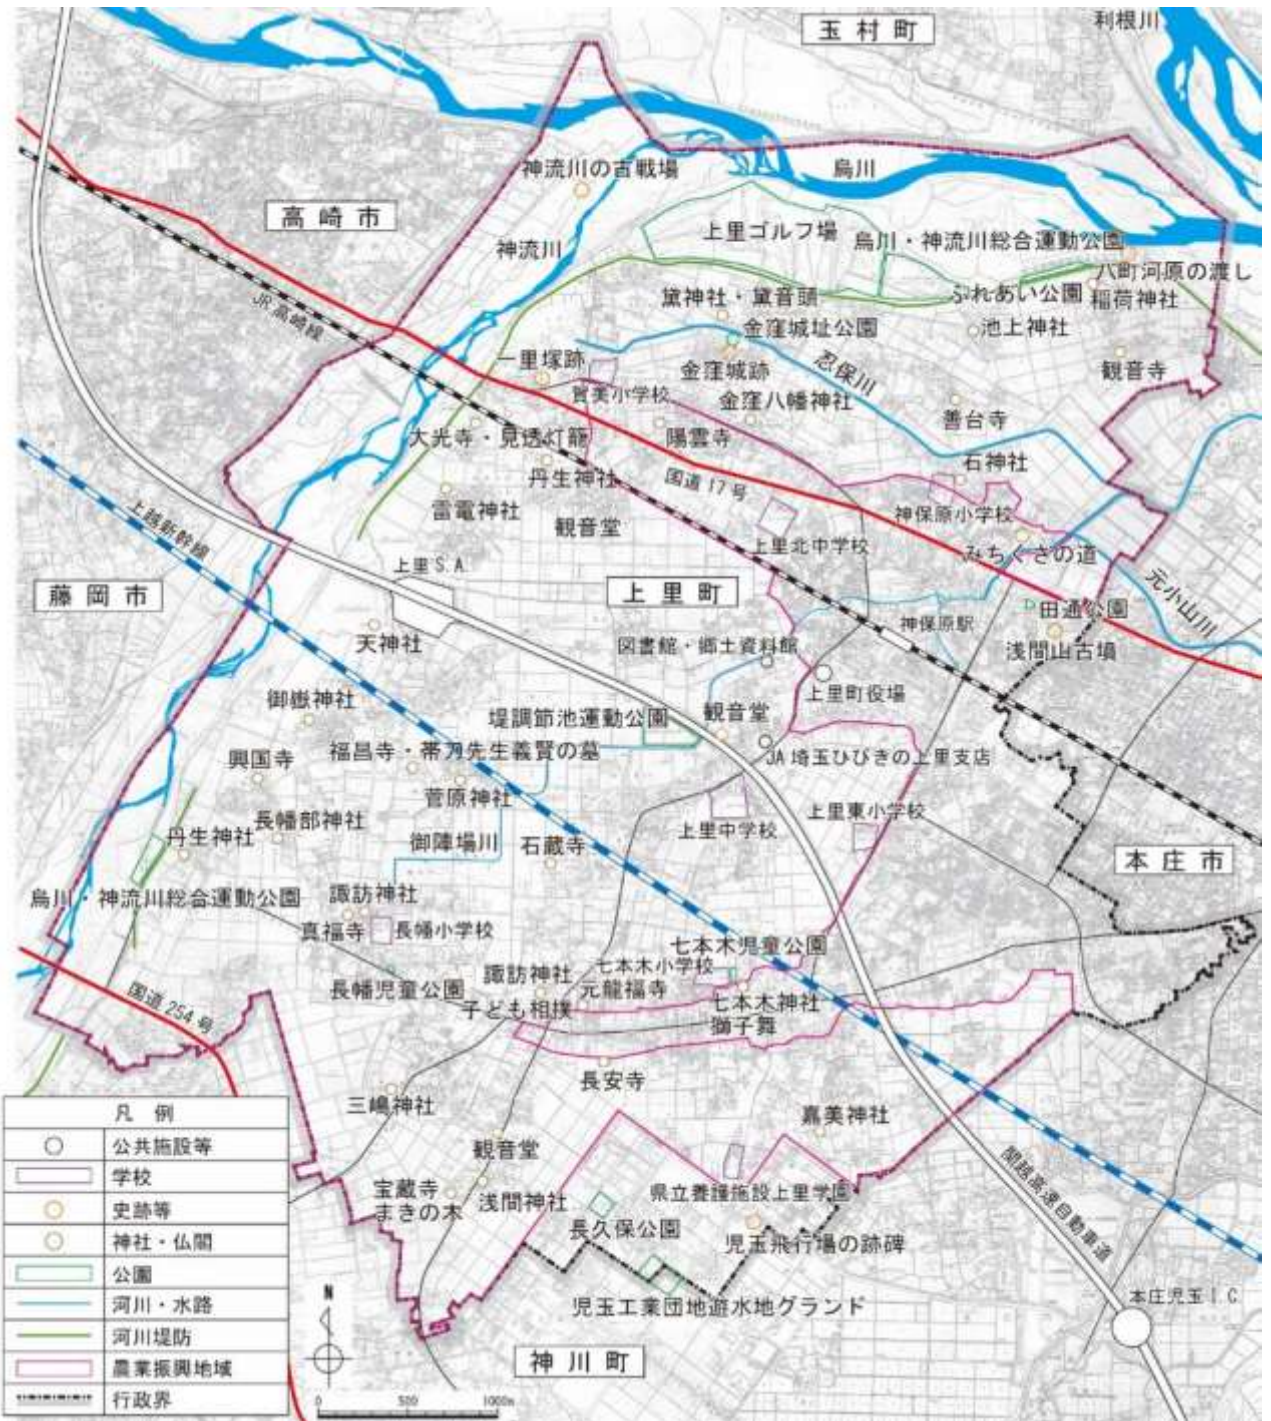 玉村町
利根川
神流川の古戦場
烏川
高崎市
上里ゴルフ場
烏川・神流川総合運動公園
神流川
八町河原の渡し
ふれあい公園
稲荷神社
黛神社・黛音頭
JR高崎線
金窪城址公園
池上神社
一里塚跡
金窪城跡
忍保川
観音寺
賀美小学校
金窪八幡神社
善台寺
大光寺・見透灯籠
陽雲寺
石神社
丹生神社
国道17号
雷電神社
神保原小学校
観音堂
上越新幹線
上里北中学校
みちくさの道
上里S.A
元小山川
藤岡市
上里町
田通公園
神保原駅
天神社
図書館・郷土資料館
浅間山古墳
上里町役場
御嶽神社
堤調節池運動公園
観音堂
福昌寺・帯刀先生義賢の墓
興国寺
JA埼玉ひびきの上里支店
菅原神社
長幡部神社
上里東小学校
丹生神社
御陣場川
石蔵寺
上里中学校
本庄市
烏川・神流川総合運動公園
諏訪神社
真福寺
長幡小学校
七本木児童公園
諏訪神社
七本木小学校
長幡児童公園
元龍福寺
子ども相撲
七本木神社
獅子舞
国道254号
長安寺
三嶋神社
嘉美神社
観音堂
関越高速自動車道
宝蔵寺
まきの木
浅間神社
県立養護施設上里学園
長久保公園
児玉飛行場の跡碑
本庄児玉I.C
児玉工業団地遊水地グランド
神川町
凡例
公共施設等
学校
史跡等
神社・仏閣
公園
河川・水路
河川堤防
農業振興地域
行政界
N
0 500 1000m